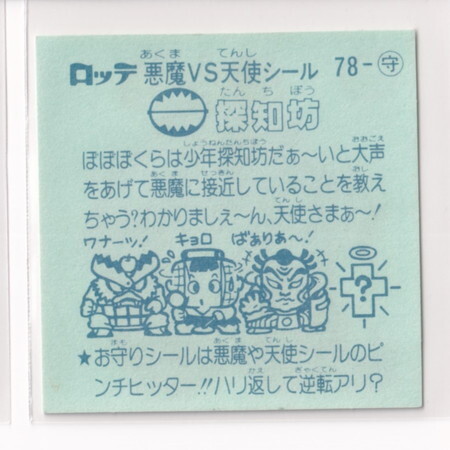 ロッテ 悪魔VS天使シール 78-守
探知坊
ぼぼぼくらは少年探知坊だぁ〜いと大声
をあげて悪魔に接近していることを教え
ちゃう?わかりましぇ〜ん、天使さまぁ〜!
ワナーッ! キョロ ばぁりあ〜!
?
★お守りシールは悪魔や天使シールのピ
ンチヒッター!!ハリ返して逆転アリ?